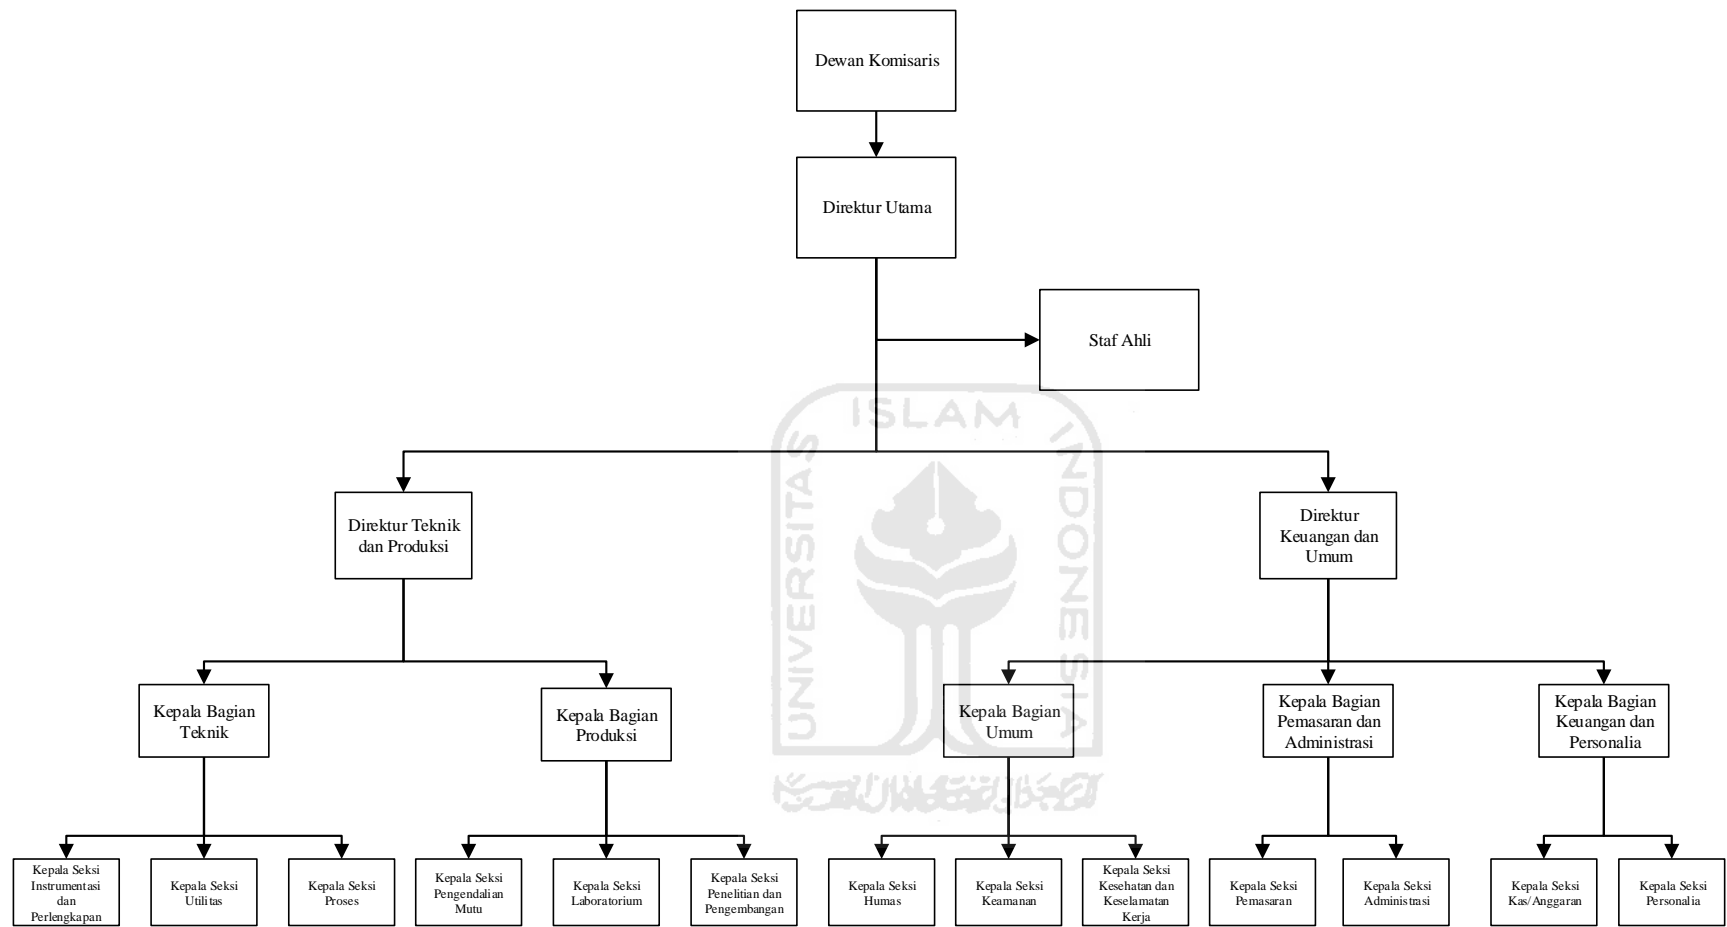 Dewan Komisaris
Direktur Utama
Staf Ahli
UNIVERSITAS
ISLAM
INDONESIA
Direktur Teknik
dan Produksi
Direktur
Keuangan dan
Umum
Kepala Bagian
Teknik
Kepala Bagian
Produksi
Kepala Bagian
Umum
Kepala Bagian
Pemasaran dan
Administrasi
Kepala Bagian
Keuangan dan
Personalia
Kepala Seksi
Instrumentasi
dan
Perlengkapan
Kepala Seksi
Utilitas
Kepala Seksi
Proses
Kepala Seksi
Pengendalian
Mutu
Kepala Seksi
Laboratorium
Kepala Seksi
Penelitian dan
Pengembangan
Kepala Seksi
Humas
Kepala Seksi
Keamanan
Kepala Seksi
Kesehatan dan
Keselamatan
Kerja
Kepala Seksi
Pemasaran
Kepala Seksi
Administrasi
Kepala Seksi
Kas/Anggaran
Kepala Seksi
Personalia